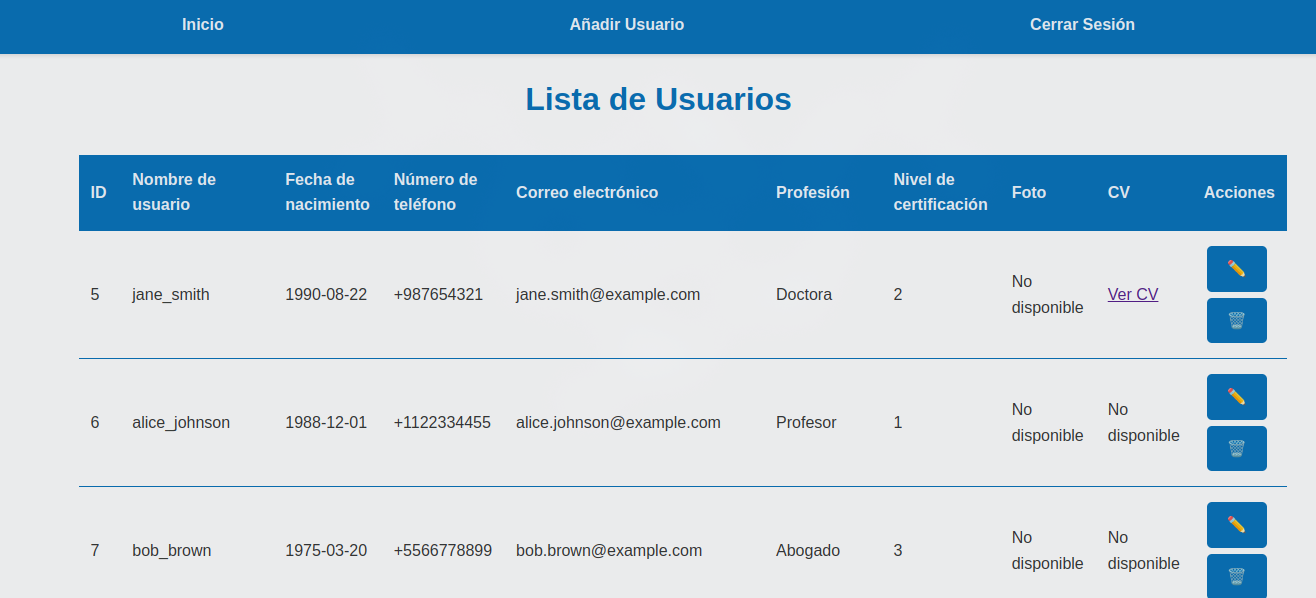 Inicio Añadir Usuario Cerrar Sesión
Lista de Usuarios
ID Nombre de usuario Fecha de nacimiento Número de teléfono Correo electrónico Profesión Nivel de certificación Foto CV Acciones
5 jane_smith 1990-08-22 +987654321 jane.smith@example.com Doctora 2 No disponible Ver CV
6 alice_johnson 1988-12-01 +1122334455 alice.johnson@example.com Profesor 1 No disponible No disponible
7 bob_brown 1975-03-20 +5566778899 bob.brown@example.com Abogado 3 No disponible No disponible